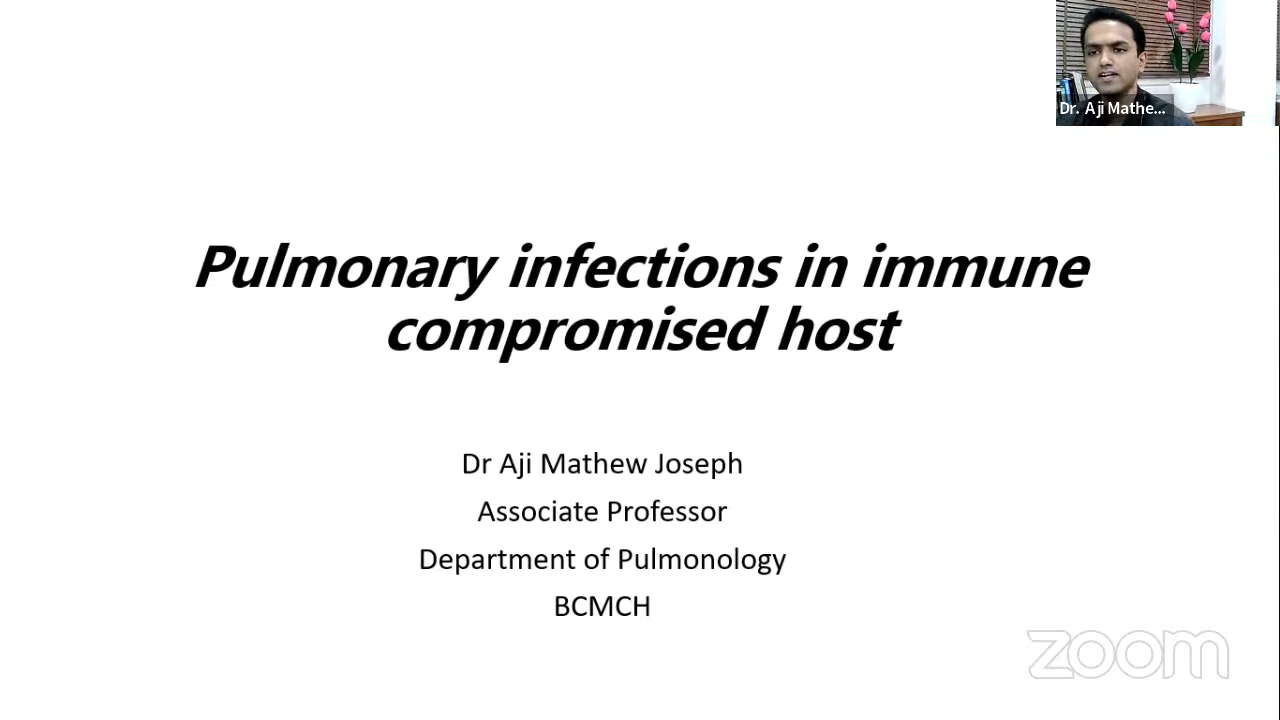 Dr. Aji Mathe...
Pulmonary infections in immune
compromised host
Dr Aji Mathew Joseph
Associate Professor
Department of Pulmonology
BCMCH
zoom